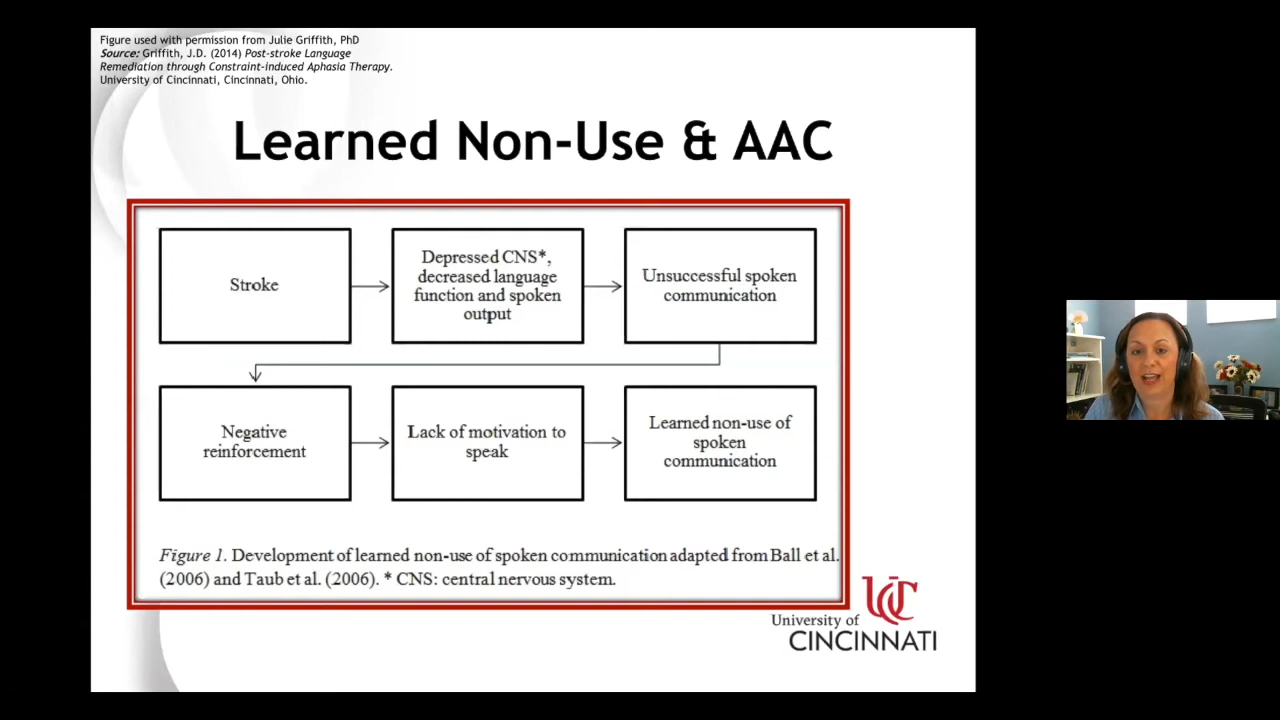 Figure used with permission from Julie Griffith, PhD
Source: Griffith, J.D. (2014) Post-stroke Language
Remediation through Constraint-induced Aphasia Therapy.
University of Cincinnati, Cincinnati, Ohio.
Learned Non-Use & AAC
Stroke
Depressed CNS*,
decreased language
function and spoken
output
Unsuccessful spoken
communication
Negative
reinforcement
Lack of motivation to
speak
Learned non-use of
spoken
communication
Figure 1. Development of learned non-use of spoken communication adapted from Ball et al.
(2006) and Taub et al. (2006). * CNS: central nervous system.
UC
University of
CINCINNATI